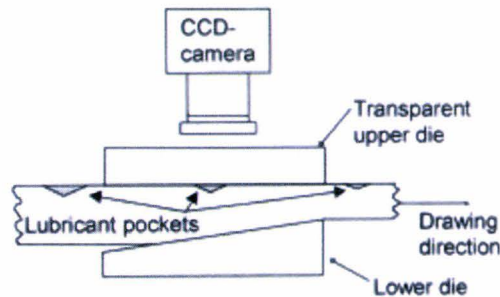 CCD-
camera
Transparent
upper die
Lubricant pockets
Drawing
direction
Lower die